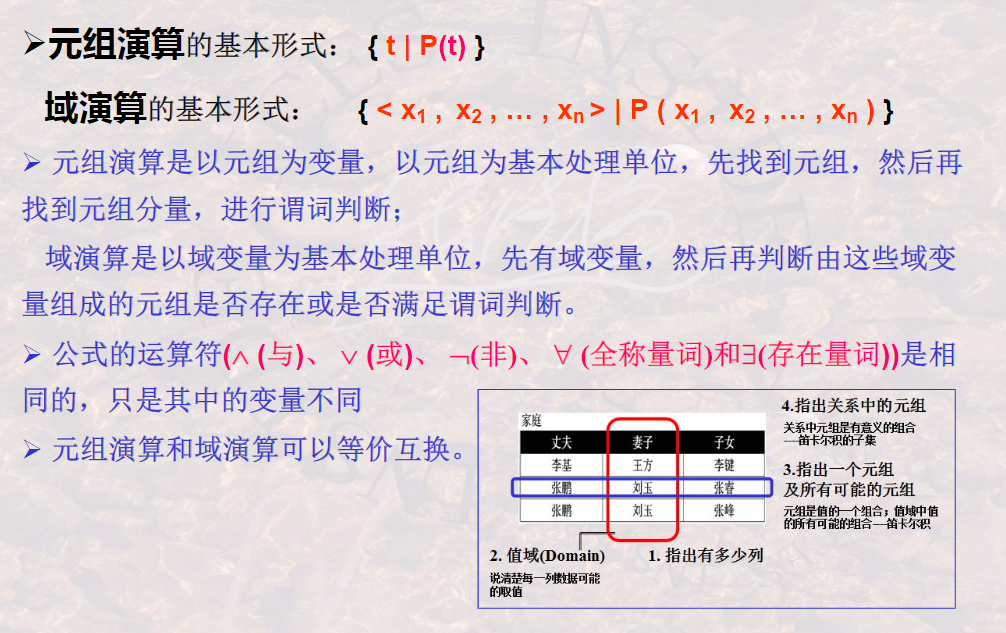 ➢元组演算的基本形式： { t | P(t) }
域演算的基本形式： { < x1 , x2 , … , xn > | P ( x1 , x2 , … , xn ) }
➢ 元组演算是以元组为变量，以元组为基本处理单位，先找到元组，然后再
找到元组分量，进行谓词判断；
域演算是以域变量为基本处理单位，先有域变量，然后再判断由这些域变
量组成的元组是否存在或是否满足谓词判断。
➢ 公式的运算符(∧ (与)、 ∨ (或)、 ¬(非)、 ∀ (全称量词)和∃(存在量词))是相
同的，只是其中的变量不同
➢ 元组演算和域演算可以等价互换。
家庭
丈夫 妻子 子女
李基 王方 李键
张鹏 刘玉 张睿
张鹏 刘玉 张峰
4.指出关系中的元组
关系中元组是有意义的组合
----笛卡尔积的子集
3.指出一个元组
及所有可能的元组
元组是值的一个组合；值域中值
的所有可能的组合---笛卡尔积
2. 值域(Domain)
说清楚每一列数据可能
的取值
1. 指出有多少列